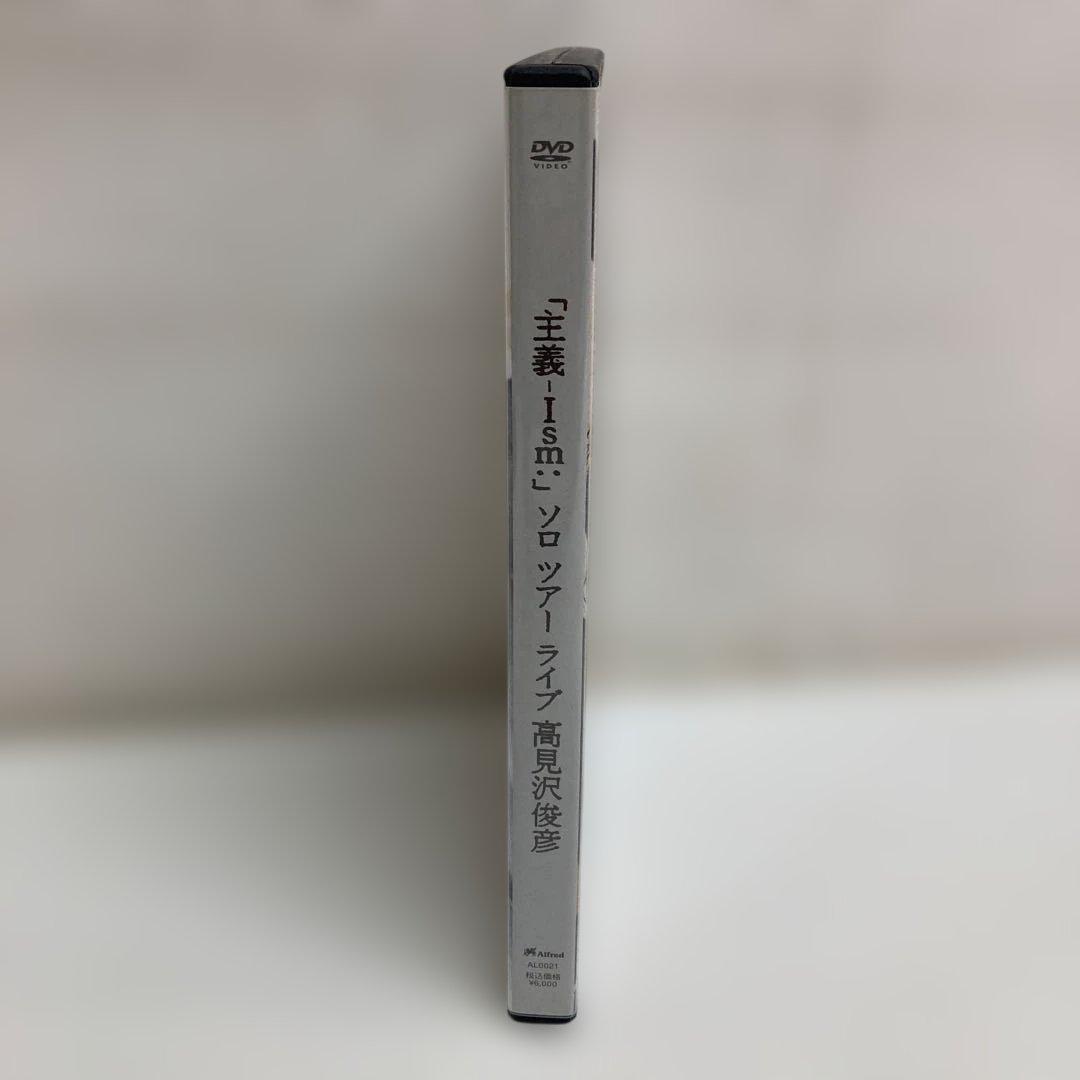 DVD
VIDEO
「主義-Ism:」ソロ ツアー ライブ 高見沢俊彦
Alfred
AL0021
税込価格
¥6,000